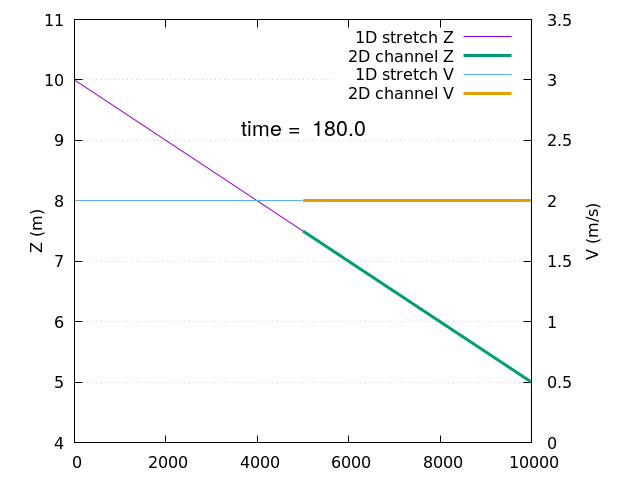 11
3.5
1D stretch Z
2D channel Z
10
1D stretch V
3
2D channel V
time = 180.0
9
2.5
8
2
Z (m)
V (m/s)
7
1.5
6
1
5
0.5
4
0
0 2000 4000 6000 8000 10000